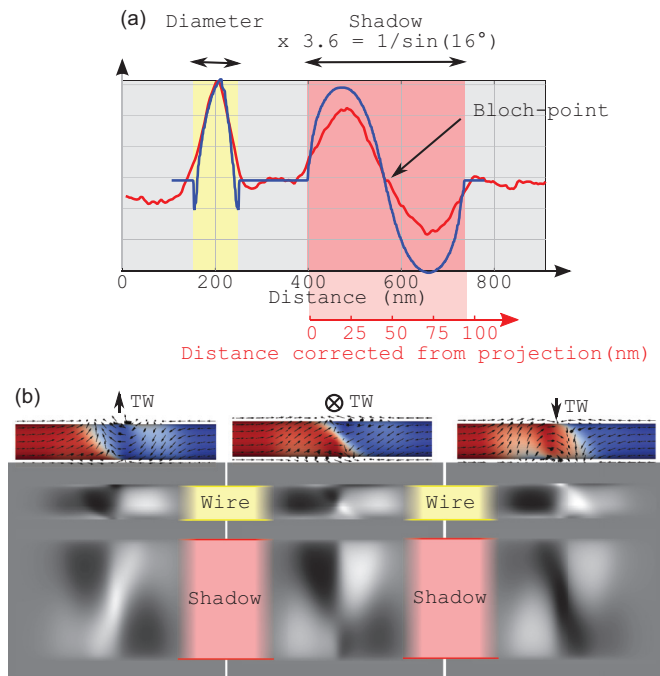 (a)
Diameter
Shadow
x 3.6 = 1/sin(16°)
Bloch-point
0 200 400 600 800
Distance (nm)
0 25 50 75 100
Distance corrected from projection(nm)
(b)
TW TW TW
Wire Wire
Shadow Shadow